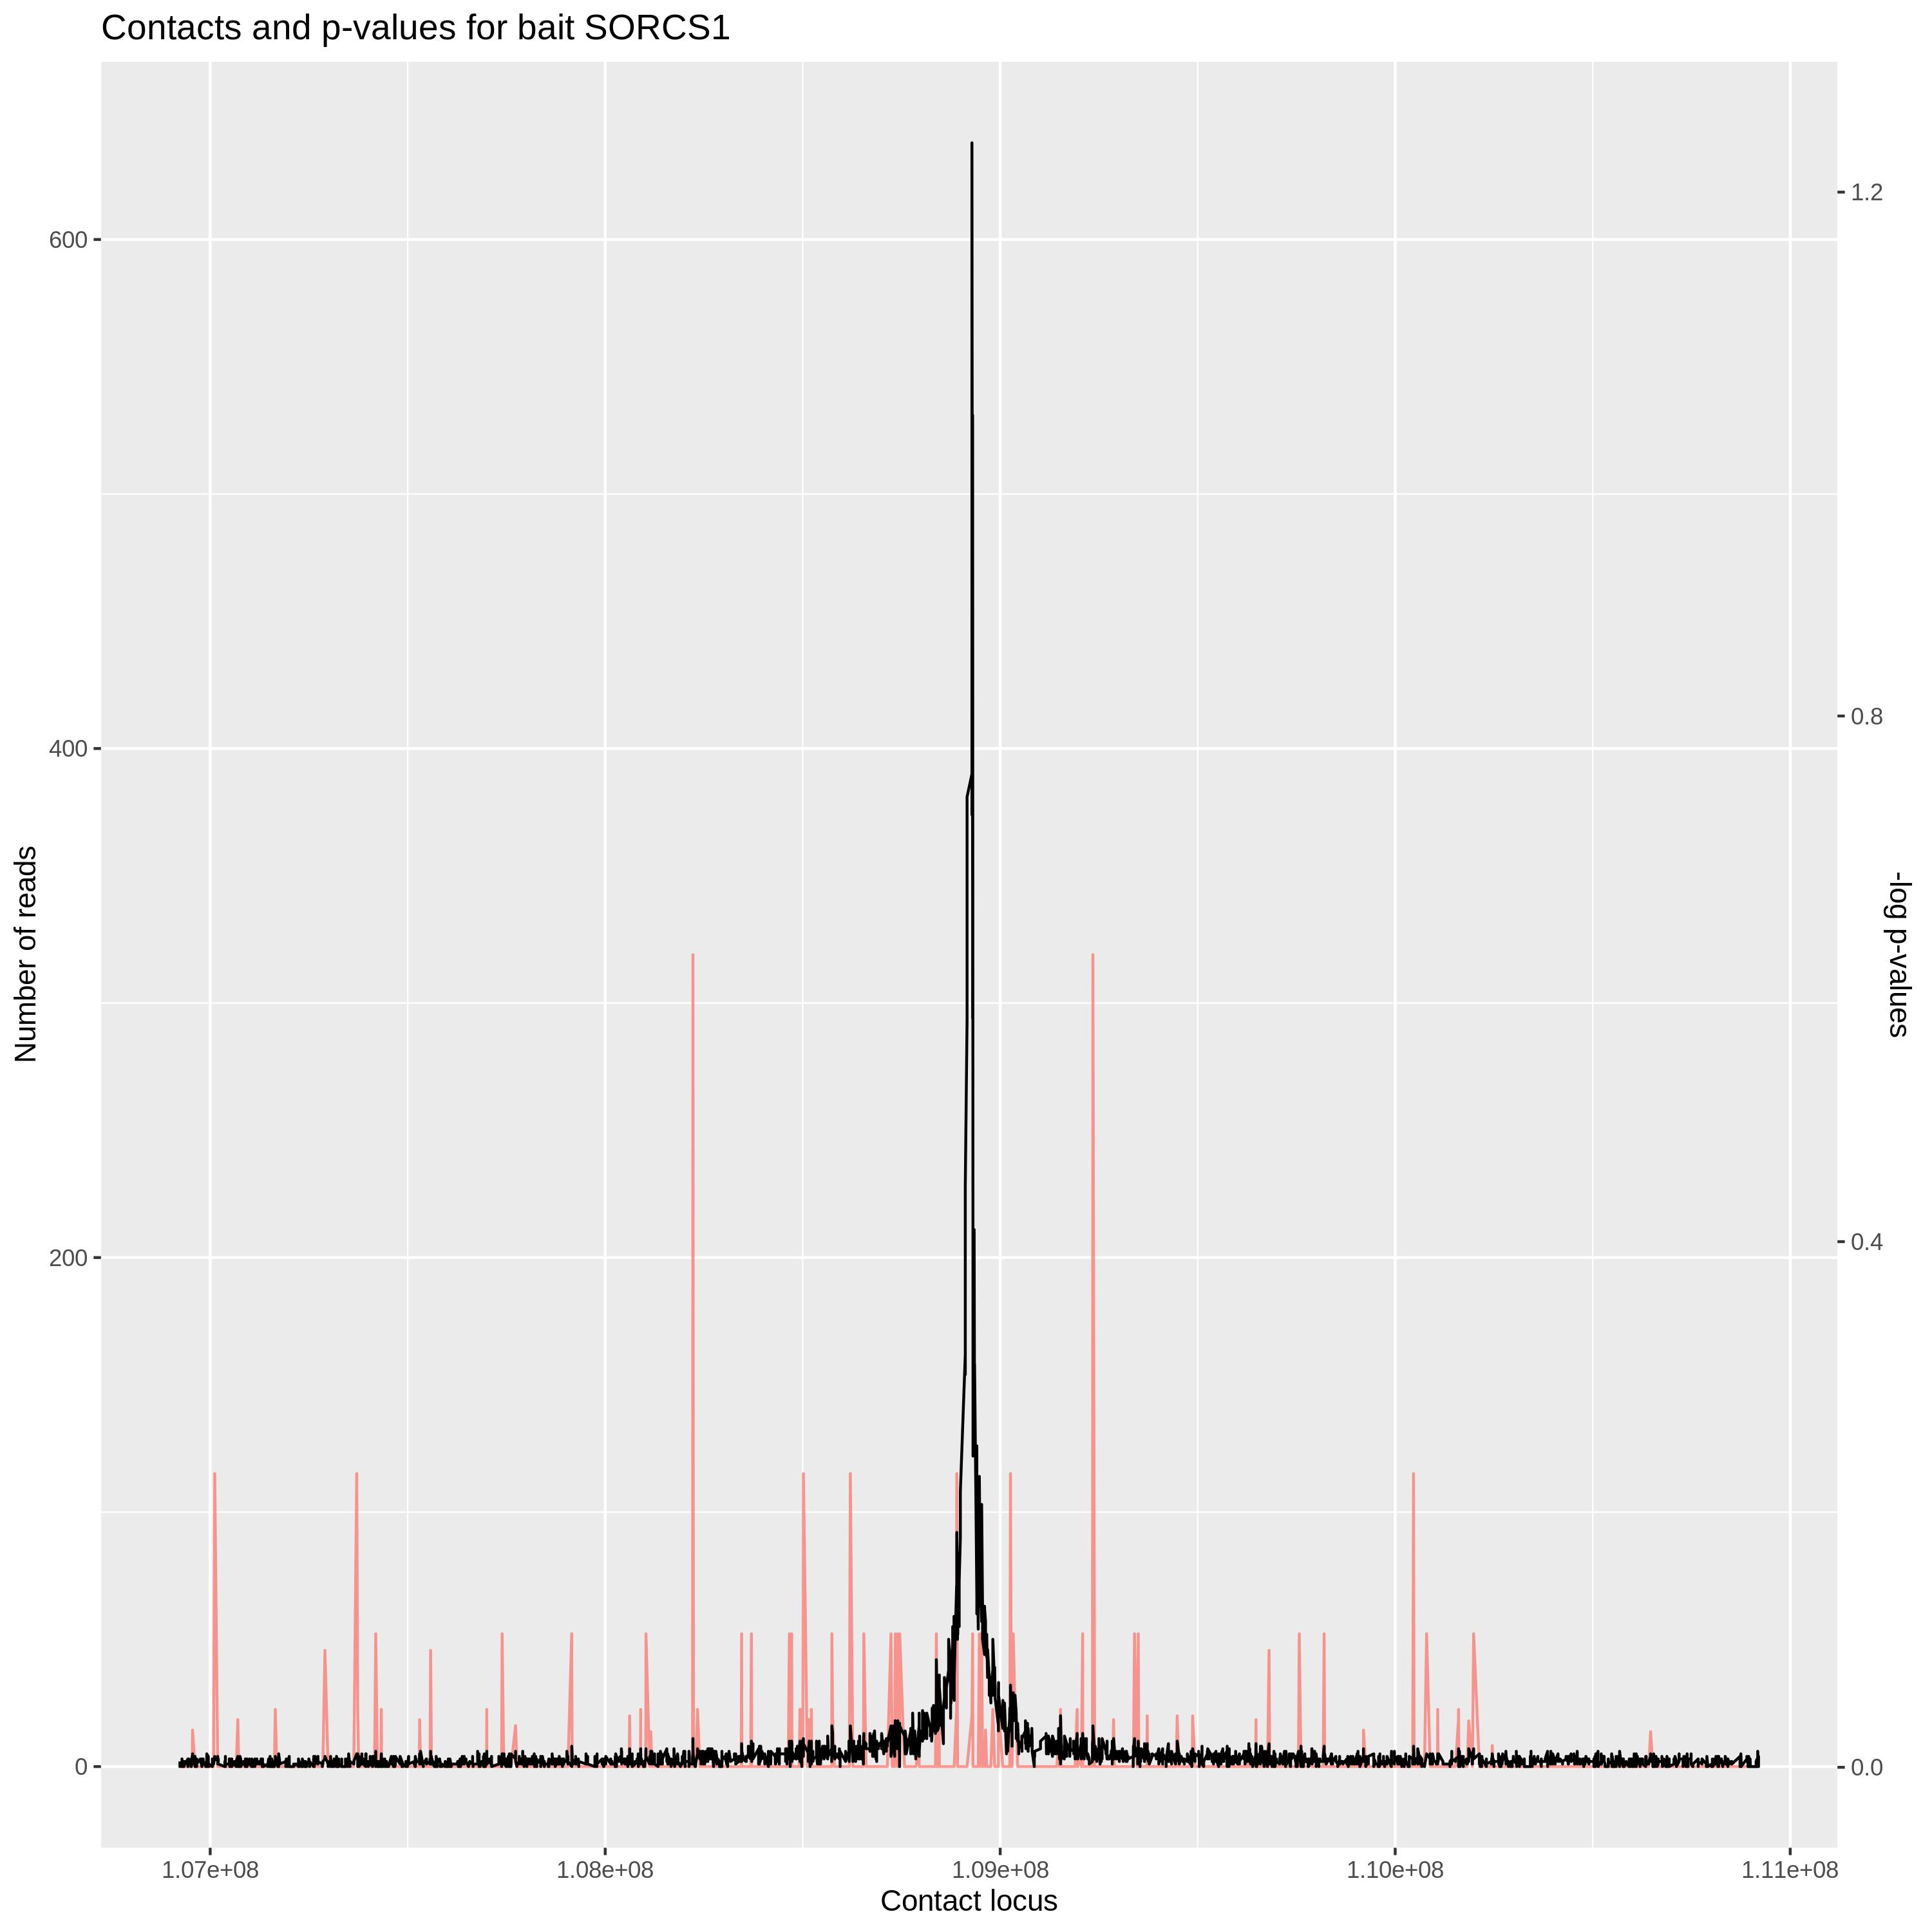 Contacts and p-values for bait SORCS1
Number of reads
600
400
200
0
1.2
0.8
0.4
0.0
-log p-values
1.07e+08
1.08e+08
1.09e+08
1.10e+08
1.11e+08
Contact locus